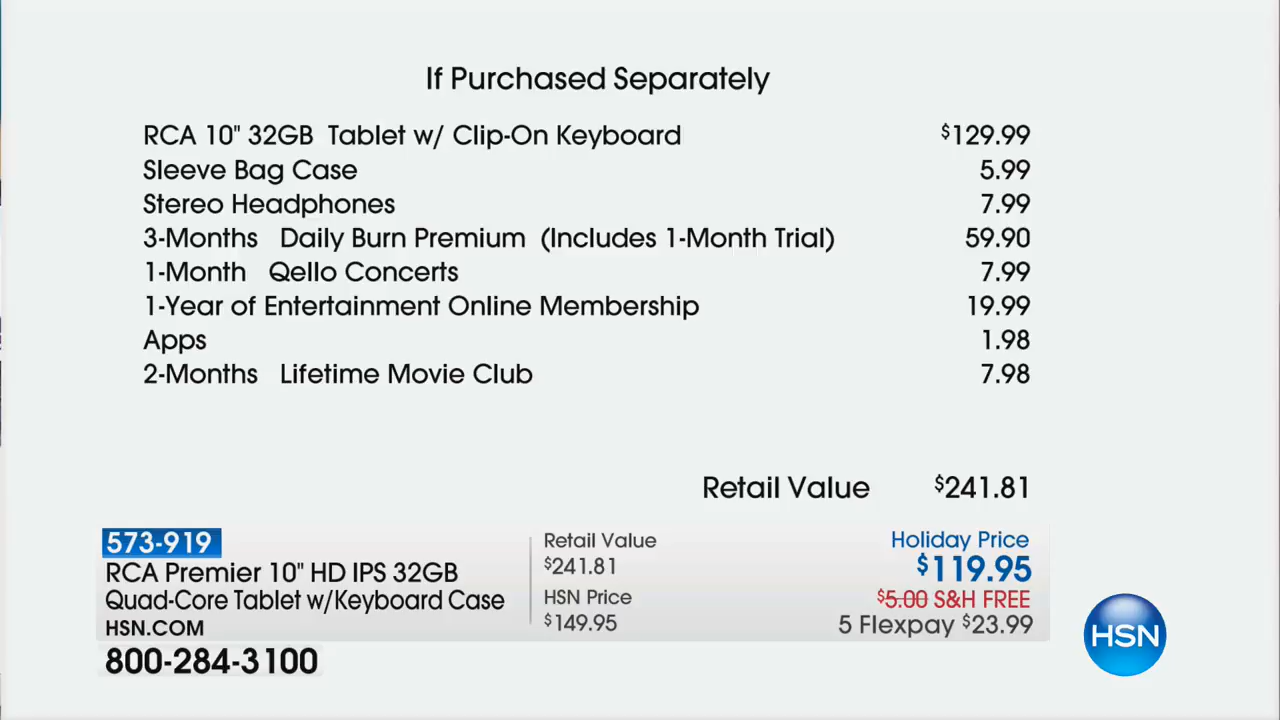 If Purchased Separately
RCA 10" 32GB Tablet w/ Clip-On Keyboard $129.99
Sleeve Bag Case 5.99
Stereo Headphones 7.99
3-Months Daily Burn Premium (Includes 1-Month Trial) 59.90
1-Month Qello Concerts 7.99
1-Year of Entertainment Online Membership 19.99
Apps 1.98
2-Months Lifetime Movie Club 7.98
Retail Value $241.81
573-919
RCA Premier 10" HD IPS 32GB
Quad-Core Tablet w/Keyboard Case
HSN.COM
800-284-3100
Retail Value
$241.81
HSN Price
$149.95
Holiday Price
$119.95
$5.00 S&H FREE
5 Flexpay $23.99
HSN